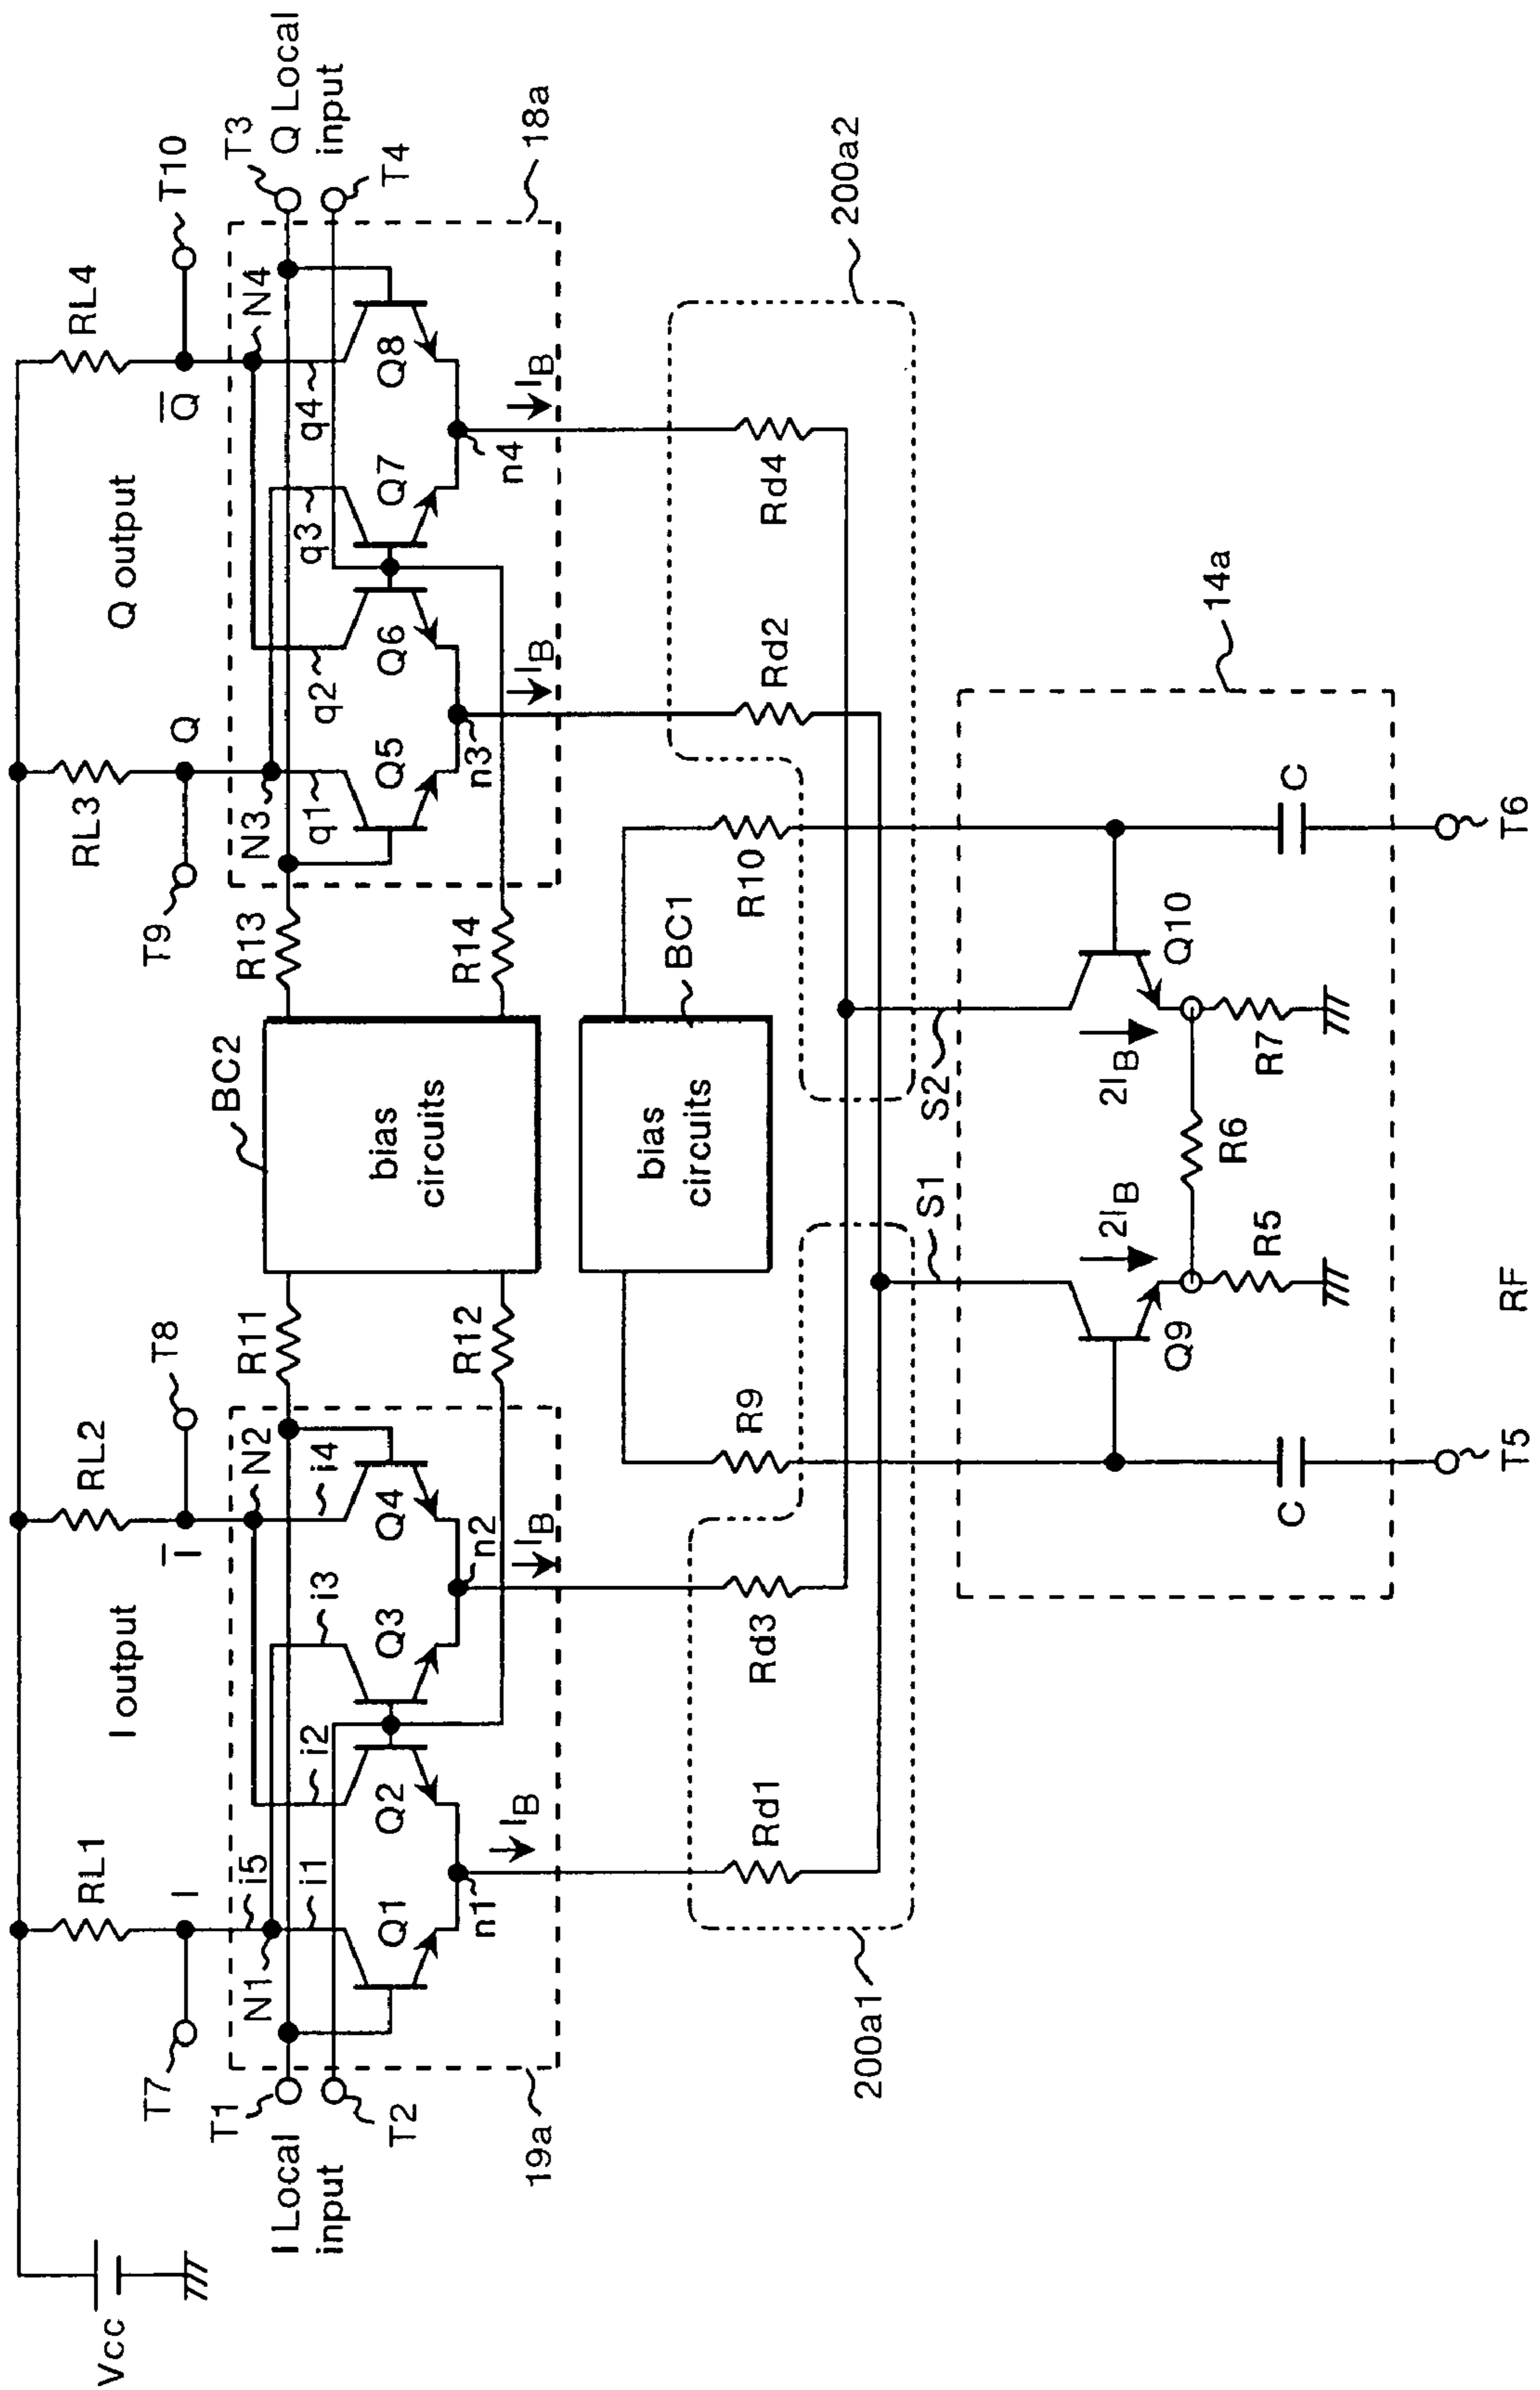 Vcc
RL1
RL2
RL3
RL4
I output
Q output
T7
I
I̅
T8
T9
Q
Q̅
T10
N1
i5
N2
N3
N4
T1
I Local
input
T2
i1
i2
i3
i4
q1
q2
q3
q4
T3
Q Local
input
T4
Q1
Q2
Q3
Q4
Q5
Q6
Q7
Q8
n1
n2
n3
n4
IB
IB
IB
IB
19a
18a
R11
R12
BC2
bias
circuits
R13
R14
BC1
bias
circuits
R9
R10
Rd1
Rd3
Rd2
Rd4
200a1
200a2
S1
S2
14a
Q9
2IB
2IB
Q10
R5
R6
R7
C
C
T5
RF
T6